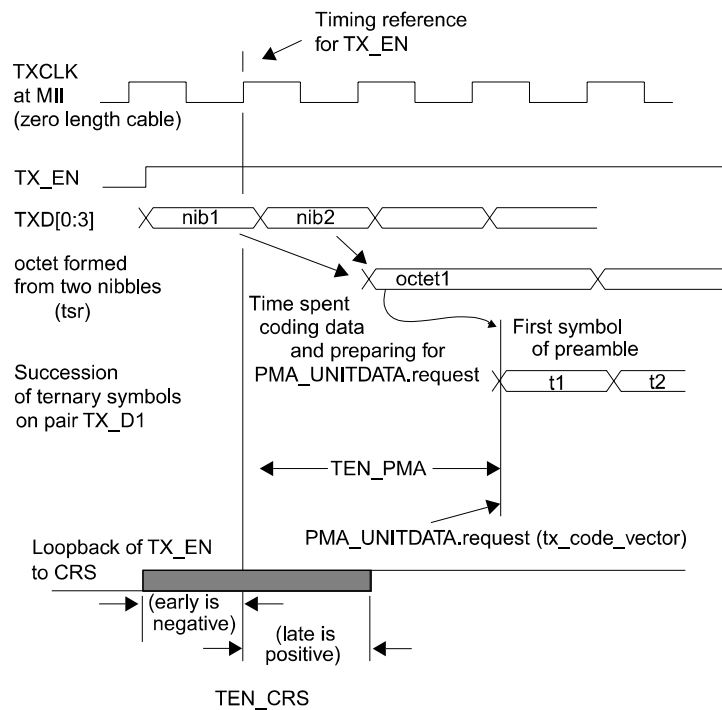 Timing reference
for TX_EN
TXCLK
at MII
(zero length cable)
TX_EN
TXD[0:3]
nib1
nib2
octet formed
from two nibbles
(tsr)
octet1
Time spent
coding data
and preparing for
PMA_UNITDATA.request
First symbol
of preamble
Succession
of ternary symbols
on pair TX_D1
t1
t2
TEN_PMA
PMA_UNITDATA.request (tx_code_vector)
Loopback of TX_EN
to CRS
(early is
negative)
(late is
positive)
TEN_CRS